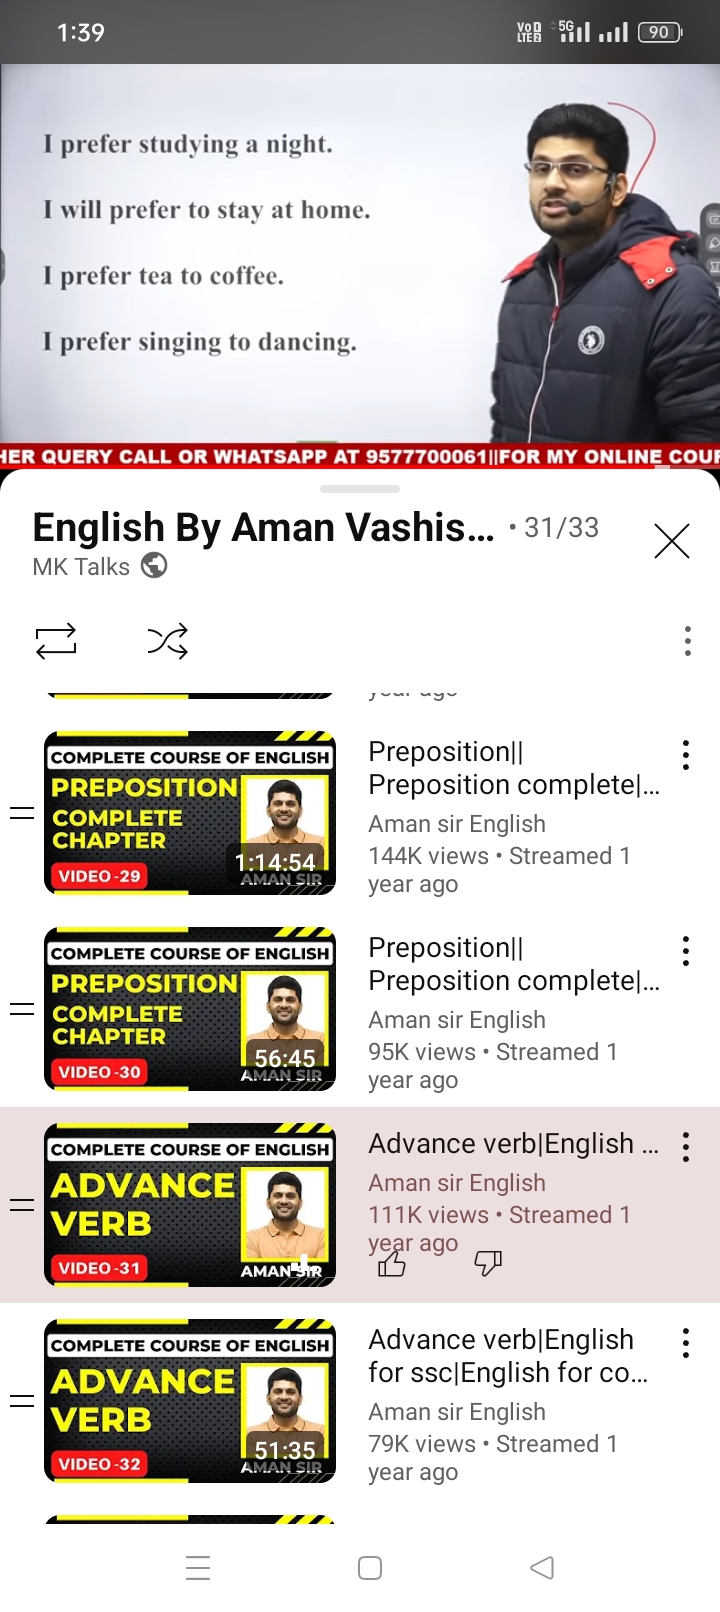 1:39
VoD
LTE2
5G
90
I prefer studying a night.
I will prefer to stay at home.
I prefer tea to coffee.
I prefer singing to dancing.
HER QUERY CALL OR WHATSAPP AT 9577700061||FOR MY ONLINE COUR
English By Aman Vashis... • 31/33
MK Talks
year ago
COMPLETE COURSE OF ENGLISH
PREPOSITION
COMPLETE
CHAPTER
VIDEO -29
1:14:54
AMAN SIR
Preposition||
Preposition complete|...
Aman sir English
144K views • Streamed 1
year ago
COMPLETE COURSE OF ENGLISH
PREPOSITION
COMPLETE
CHAPTER
VIDEO -30
56:45
AMAN SIR
Preposition||
Preposition complete|...
Aman sir English
95K views • Streamed 1
year ago
COMPLETE COURSE OF ENGLISH
ADVANCE
VERB
VIDEO -31
AMAN SIR
Advance verb|English ...
Aman sir English
111K views • Streamed 1
year ago
COMPLETE COURSE OF ENGLISH
ADVANCE
VERB
VIDEO -32
51:35
AMAN SIR
Advance verb|English
for ssc|English for co...
Aman sir English
79K views • Streamed 1
year ago